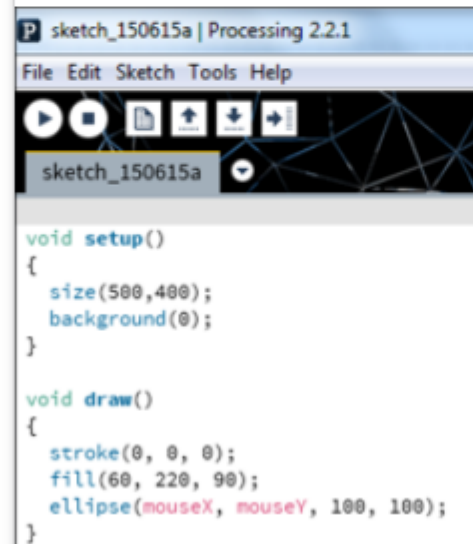 sketch_150615a | Processing 2.2.1
File Edit Sketch Tools Help
sketch_150615a
void setup()
{
  size(500,400);
  background(0);
}

void draw()
{
  stroke(0, 0, 0);
  fill(60, 220, 90);
  ellipse(mouseX, mouseY, 100, 100);
}